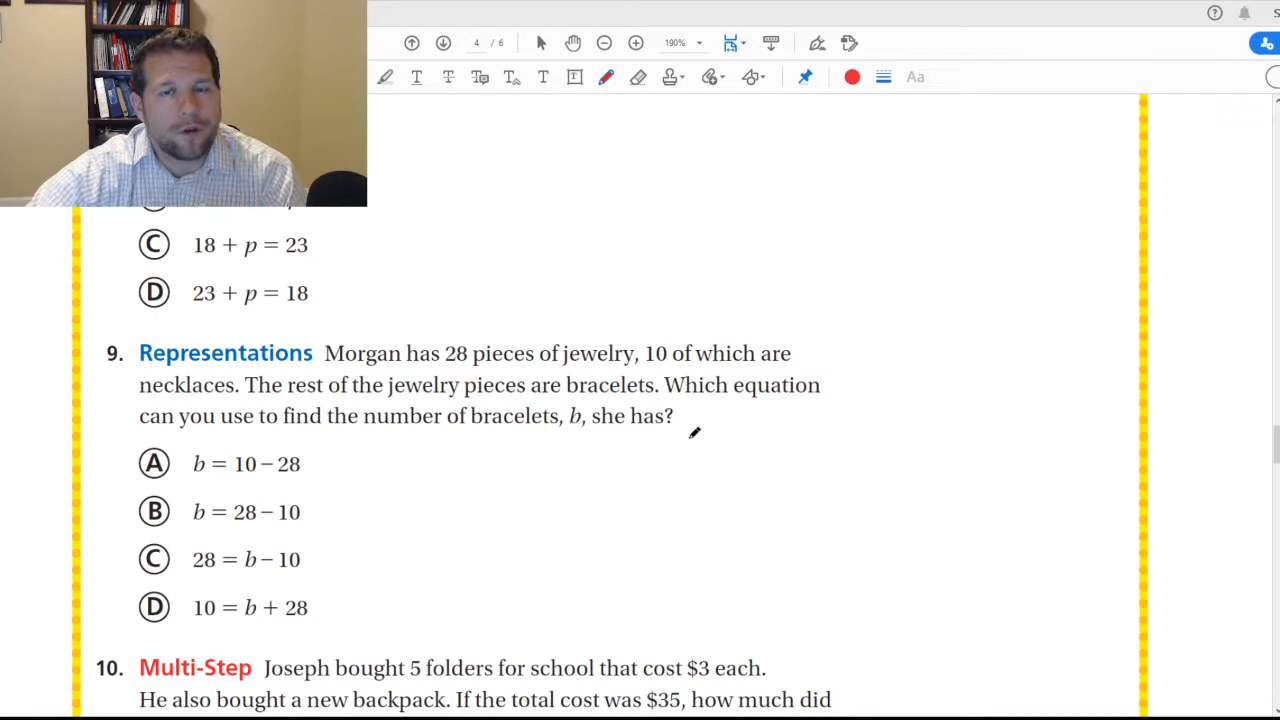 4 / 6
190%
Aa
C 18 + p = 23
D 23 + p = 18
9. Representations Morgan has 28 pieces of jewelry, 10 of which are
necklaces. The rest of the jewelry pieces are bracelets. Which equation
can you use to find the number of bracelets, b, she has?
A b = 10 – 28
B b = 28 – 10
C 28 = b – 10
D 10 = b + 28
10. Multi-Step Joseph bought 5 folders for school that cost $3 each.
He also bought a new backpack. If the total cost was $35, how much did